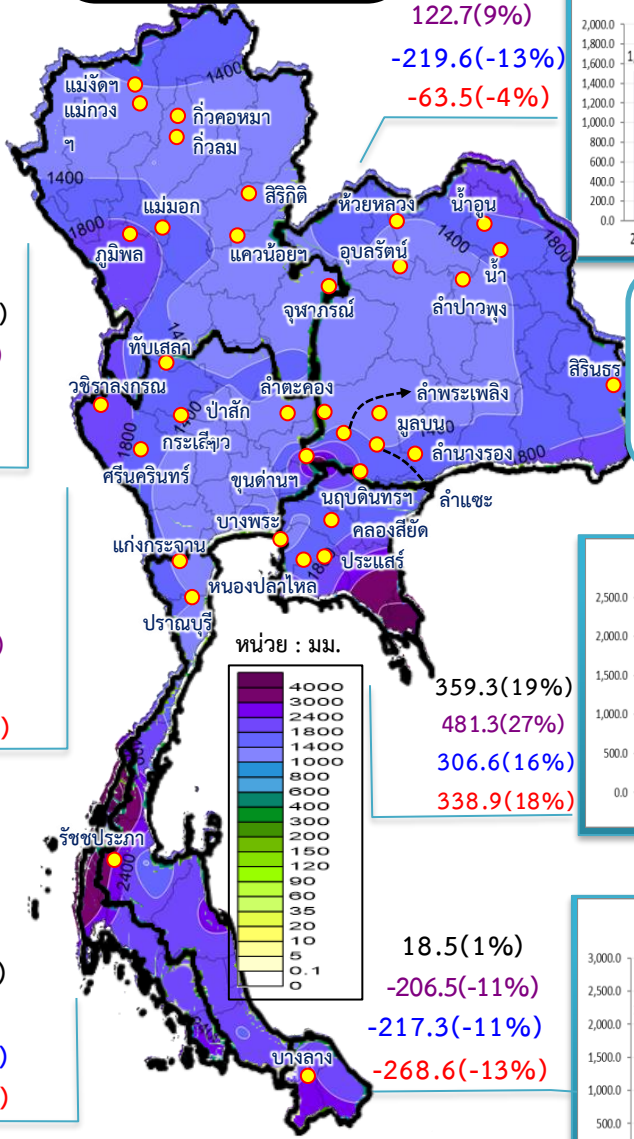 122.7(9%)
-219.6(-13%)
-63.5(-4%)
2,000.0
1,800.0
1,600.0
1,400.0
1,200.0
1,000.0
800.0
600.0
400.0
200.0
0.0
1400
แม่งัดฯ
แม่กวง
ฯ
กิ่วคอหมา
กิ่วลม
1400
สิริกิติ์
แม่มอก
1800
ภูมิพล
แควน้อยฯ
ห้วยหลวง
น้ำอูน
1400
1800
อุบลรัตน์
น้ำ
ลำปาวพุง
จุฬาภรณ์
ทับเสลา
วชิราลงกรณ
ป่าสัก
1400
ลำตะคอง
ลำพระเพลิง
สิรินธร
มูลบน
1800
กระเสียว
ศรีนครินทร์
ลำนางรอง
ขุนด่านฯ
นฤบดินทรฯ
ลำแซะ
บางพระ
คลองสียัด
แก่งกระจาน
ประแสร์
หนองปลาไหล
ปราณบุรี
หน่วย : มม.
4000
3000
2400
1800
1400
1000
800
600
400
300
200
150
120
90
60
35
20
10
5
0.1
0
359.3(19%)
481.3(27%)
306.6(16%)
338.9(18%)
2,500.0
2,000.0
1,500.0
1,000.0
500.0
0.0
รัชชประภา
2400
18.5(1%)
-206.5(-11%)
-217.3(-11%)
-268.6(-13%)
บางลาง
3,000.0
2,500.0
2,000.0
1,500.0
1,000.0
500.0